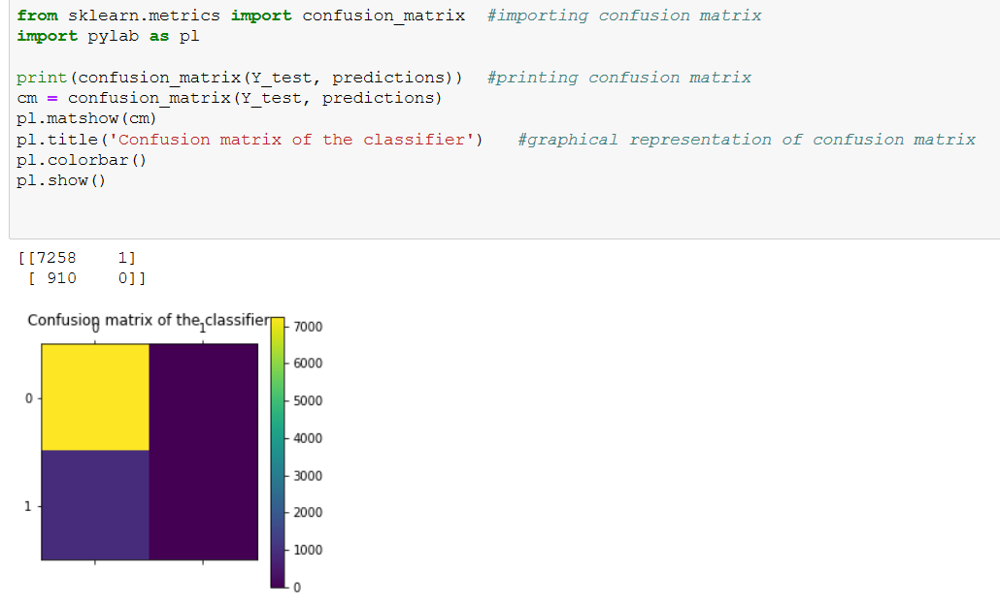 from sklearn.metrics import confusion_matrix  #importing confusion matrix
import pylab as pl
print(confusion_matrix(Y_test, predictions))  #printing confusion matrix
cm = confusion_matrix(Y_test, predictions)
pl.matshow(cm)
pl.title('Confusion matrix of the classifier')   #graphical representation of confusion matrix
pl.colorbar()
pl.show()
[[7258    1]
 [ 910    0]]
Confusion matrix of the classifier
0 1
0
1
7000
6000
5000
4000
3000
2000
1000
0